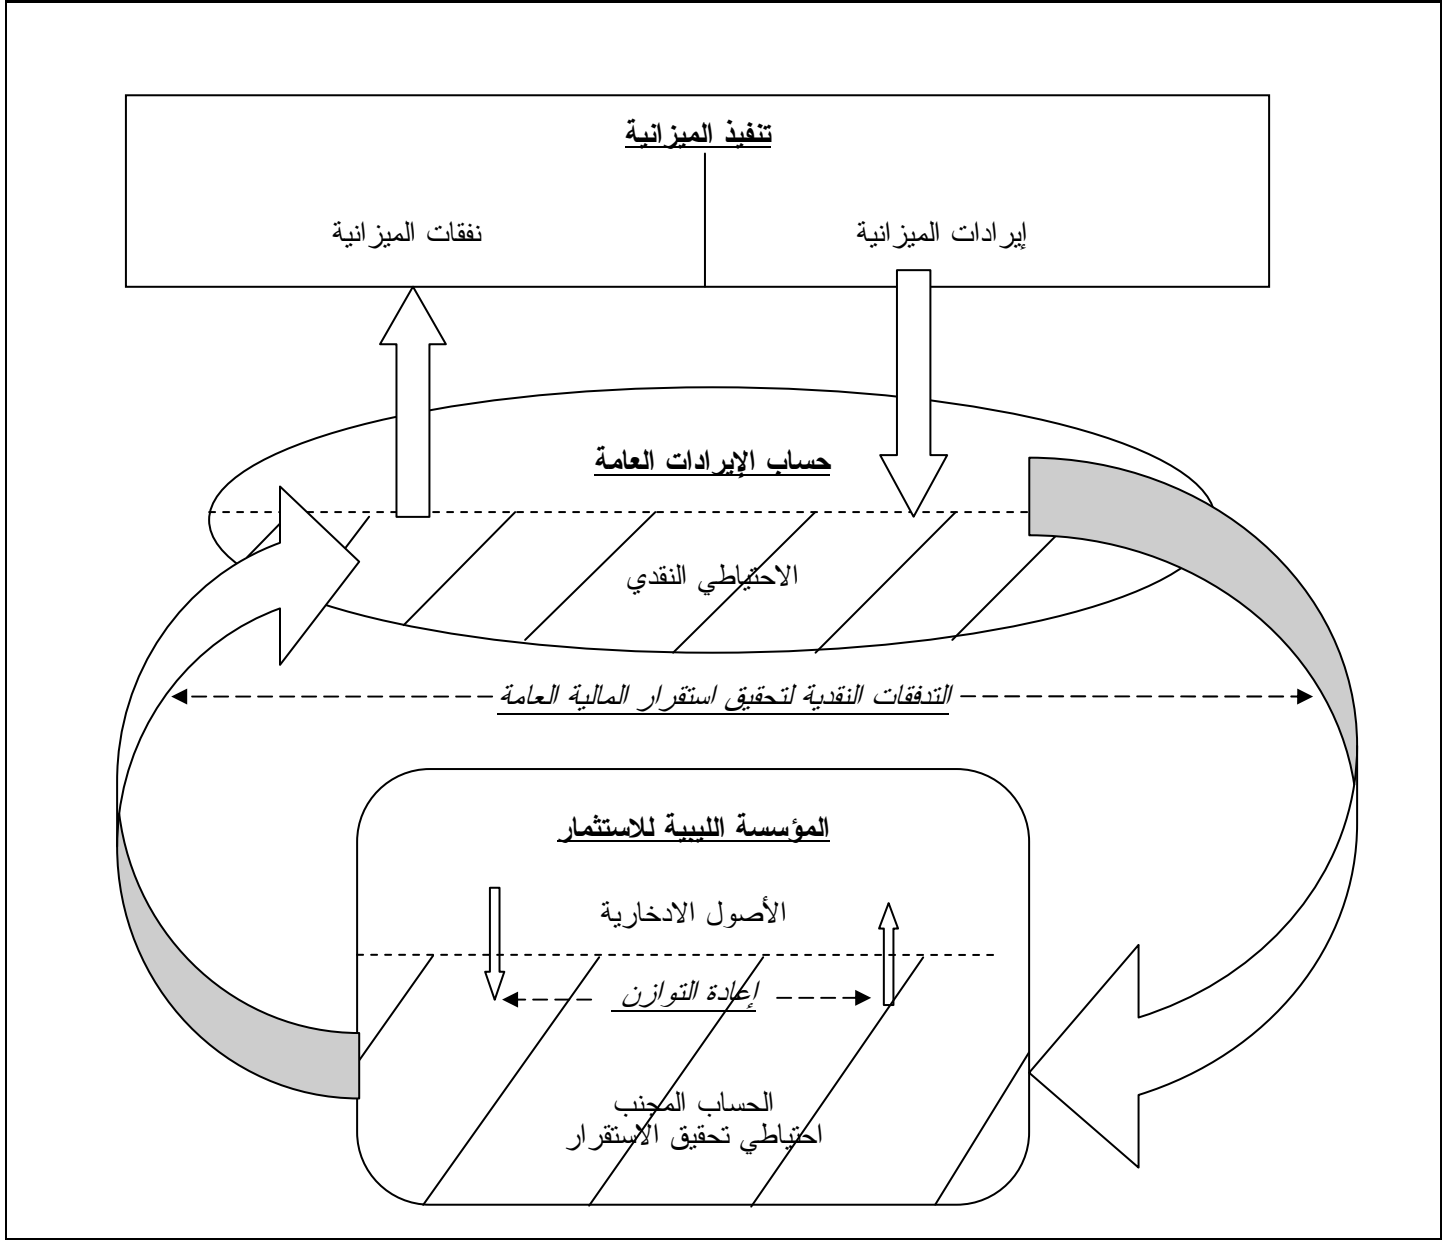 تنفيذ الميزانية
إيرادات الميزانية
نفقات الميزانية
حساب الإيرادات العامة
الاحتياطي النقدي
التدفقات النقدية لتحقيق استقرار المالية العامة
المؤسسة الليبية للاستثمار
الأصول الادخارية
إعادة التوازن
الحساب المجنب
احتياطي تحقيق الاستقرار